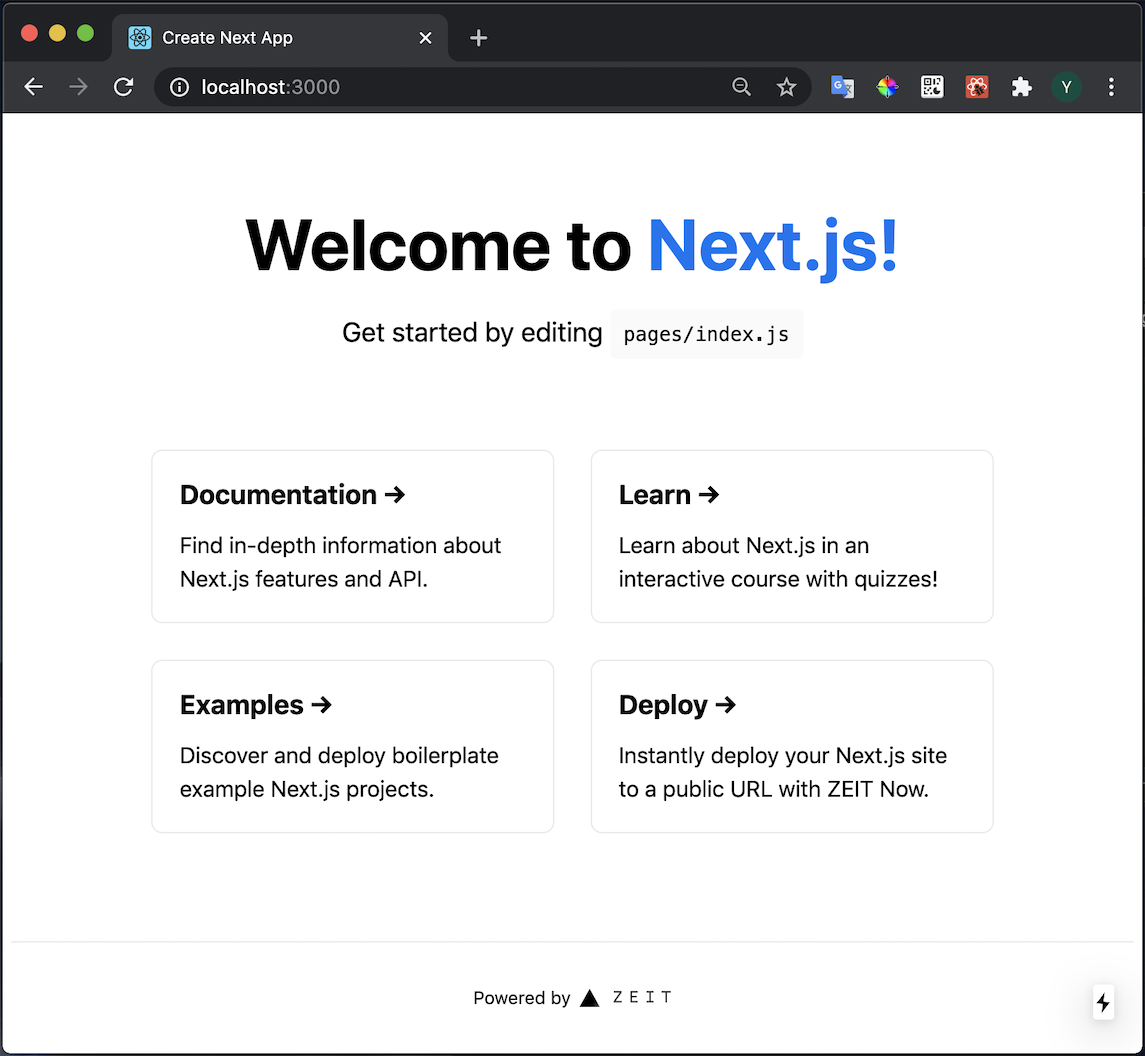 Create Next App
localhost:3000
Y
Welcome to Next.js!
Get started by editing pages/index.js
Documentation →
Find in-depth information about
Next.js features and API.
Learn →
Learn about Next.js in an
interactive course with quizzes!
Examples →
Discover and deploy boilerplate
example Next.js projects.
Deploy →
Instantly deploy your Next.js site
to a public URL with ZEIT Now.
Powered by ▲ ZEIT